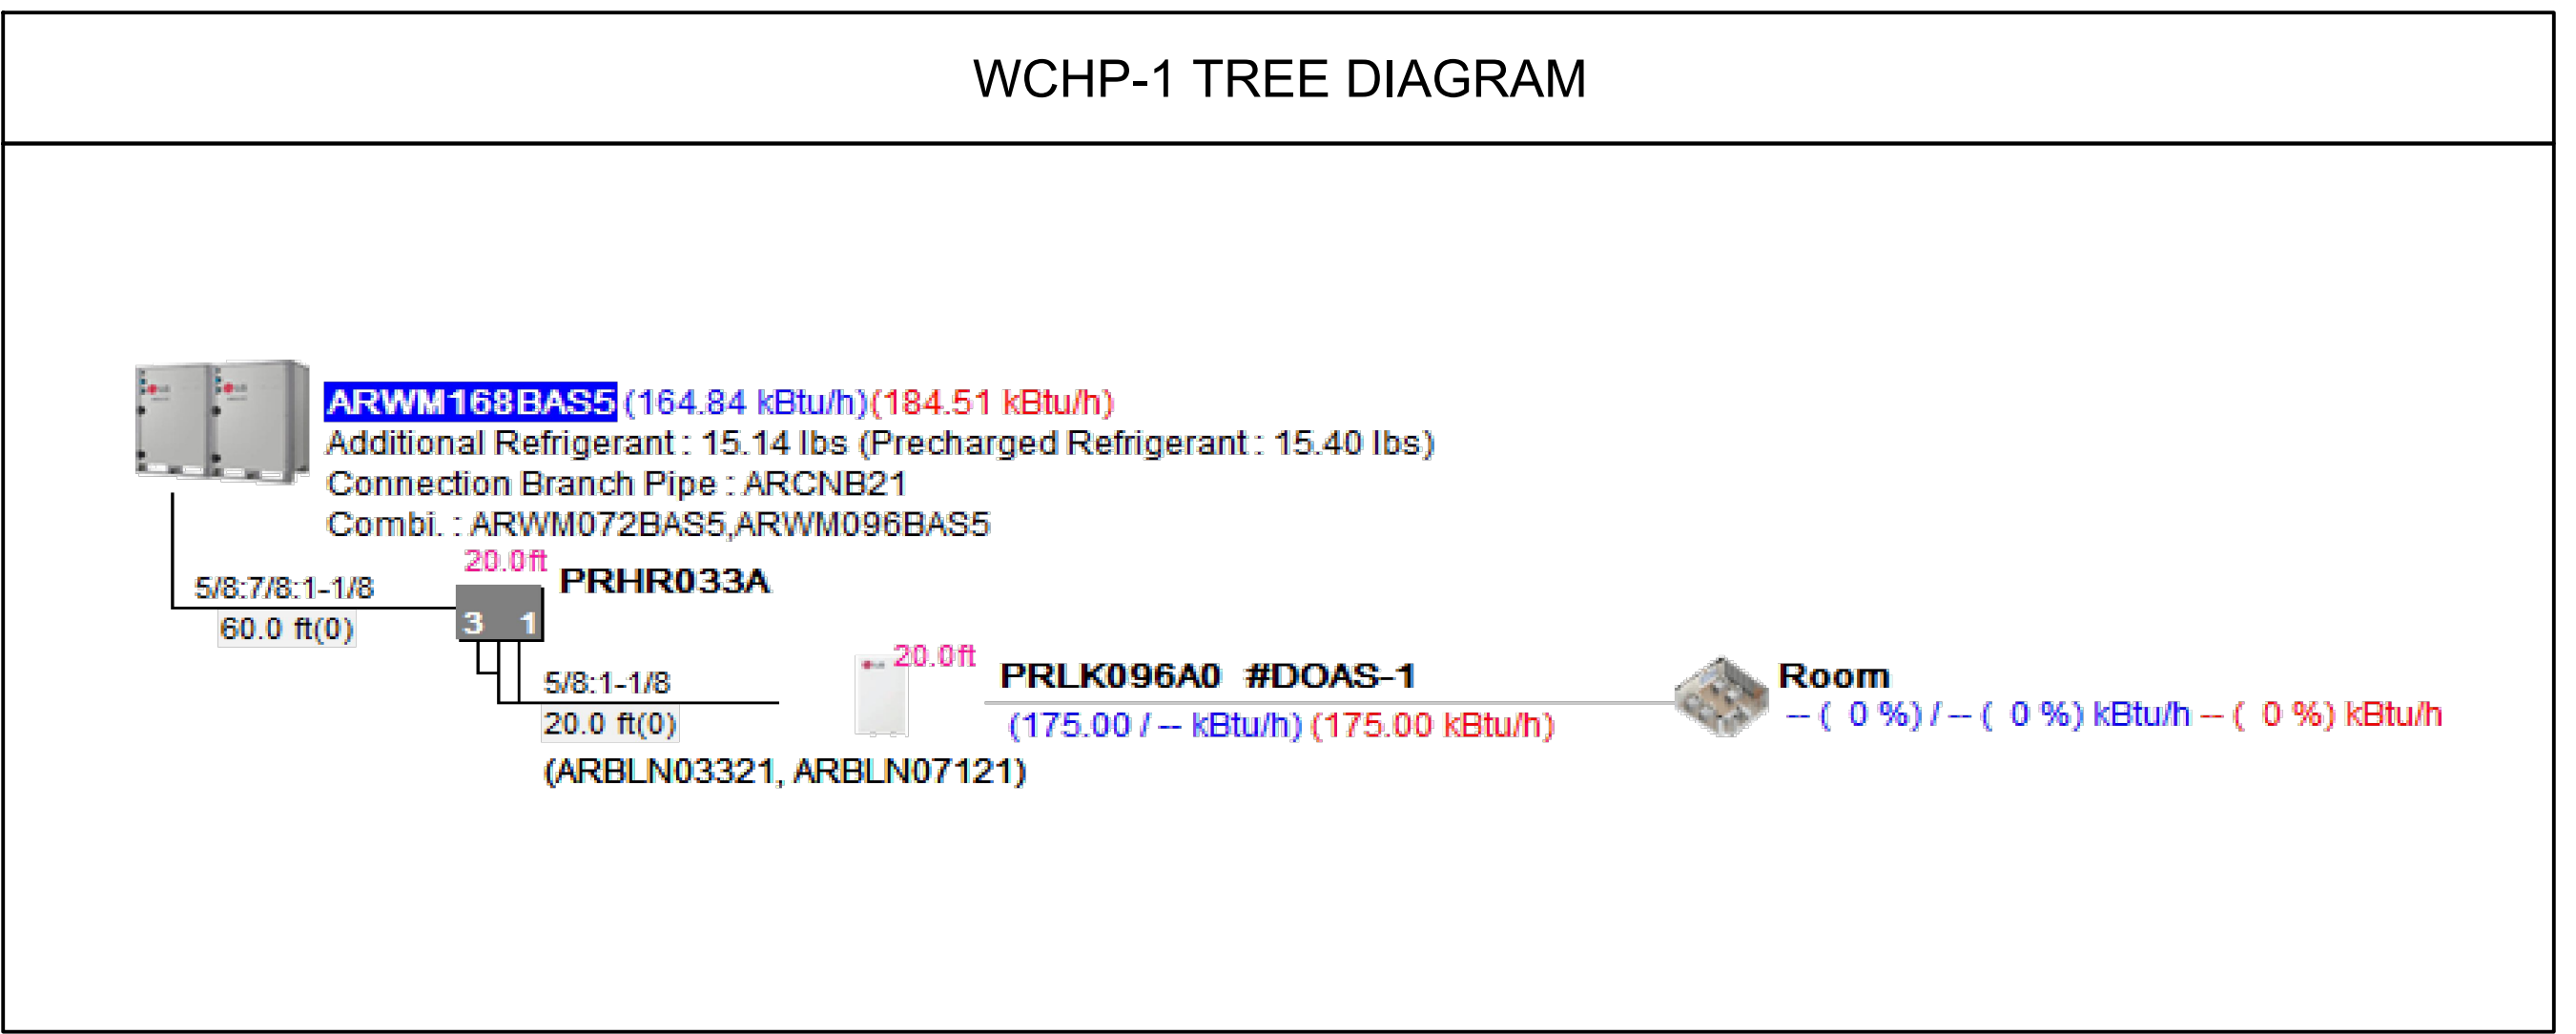 WCHP-1 TREE DIAGRAM
ARWM168BAS5 (164.84 kBtu/h)(184.51 kBtu/h)
Additional Refrigerant : 15.14 lbs (Precharged Refrigerant : 15.40 lbs)
Connection Branch Pipe : ARCNB21
Combi. : ARWM072BAS5,ARWM096BAS5
20.0ft
PRHR033A
5/8:7/8:1-1/8
60.0 ft(0)
3 1
5/8:1-1/8
20.0 ft(0)
(ARBLN03321, ARBLN07121)
20.0ft
PRLK096A0 #DOAS-1
(175.00 / -- kBtu/h) (175.00 kBtu/h)
Room
-- ( 0 %) / -- ( 0 %) kBtu/h -- ( 0 %) kBtu/h